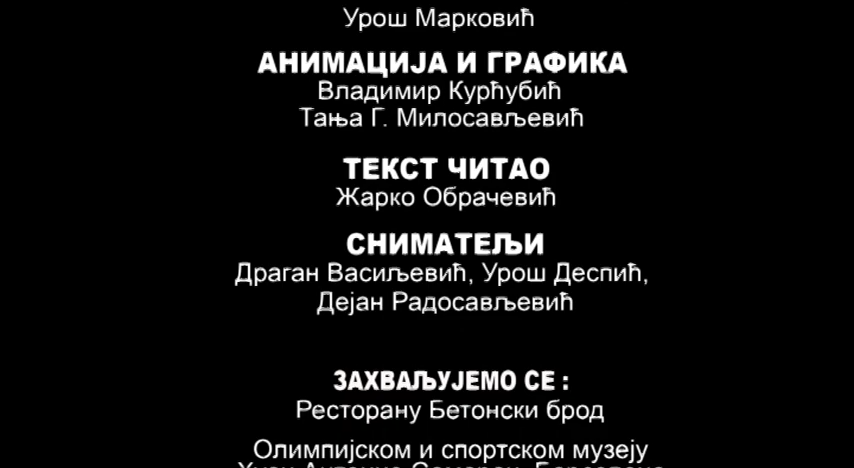 Урош Марковић
АНИМАЦИЈА И ГРАФИКА
Владимир Курћубић
Тања Г. Милосављевић
ТЕКСТ ЧИТАО
Жарко Обрачевић
СНИМАТЕЉИ
Драган Васиљевић, Урош Деспић,
Дејан Радосављевић
ЗАХВАЉУЈЕМО СЕ :
Ресторану Бетонски брод
Олимпијском и спортском музеју